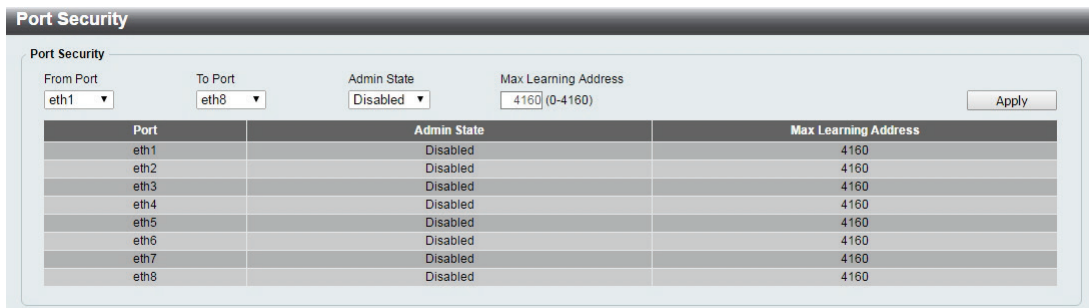 Port Security
Port Security
From Port To Port Admin State Max Learning Address
eth1 eth8 Disabled 4160 (0-4160) Apply
Port Admin State Max Learning Address
eth1 Disabled 4160
eth2 Disabled 4160
eth3 Disabled 4160
eth4 Disabled 4160
eth5 Disabled 4160
eth6 Disabled 4160
eth7 Disabled 4160
eth8 Disabled 4160